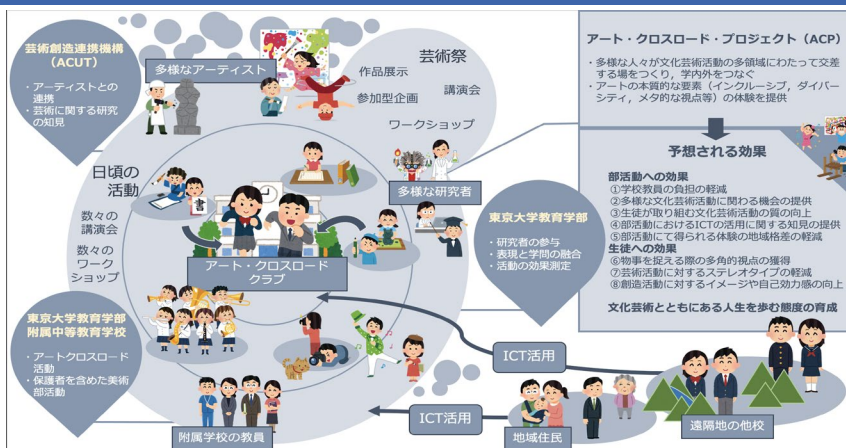 芸術創造連携機構
（ACUT）
・アーティストとの
連携
・芸術に関する研究
の知見
多様なアーティスト
芸術祭
作品展示
講演会
参加型企画
ワークショップ
日頃の
活動
数々の
講演会
数々の
ワーク
ショップ
書
多様な研究者
アート・クロスロード
クラブ
東京大学教育学部
・研究者の参与
・表現と学問の融合
・活動の効果測定
東京大学教育学部
附属中等教育学校
・アートクロスロード
活動
・保護者を含めた美術
部活動
附属学校の教員
ICT活用
ICT活用
地域住民
遠隔地の他校
アート・クロスロード・プロジェクト（ACP）
・多様な人々が文化芸術活動の多領域にわたって交差
する場をつくり，学内外をつなぐ
・アートの本質的な要素（インクルーシブ，ダイバー
シティ，メタ的な視点等）の体験を提供
予想される効果
部活動への効果
①学校教員の負担の軽減
②多様な文化芸術活動に関わる機会の提供
③生徒が取り組む文化芸術活動の質の向上
④部活動におけるICTの活用に関する知見の提供
⑤部活動にて得られる体験の地域格差の軽減
生徒への効果
⑥物事を捉える際の多角的視点の獲得
⑦芸術活動に対するステレオタイプの軽減
⑧創造活動に対するイメージや自己効力感の向上
文化芸術とともにある人生を歩む態度の育成